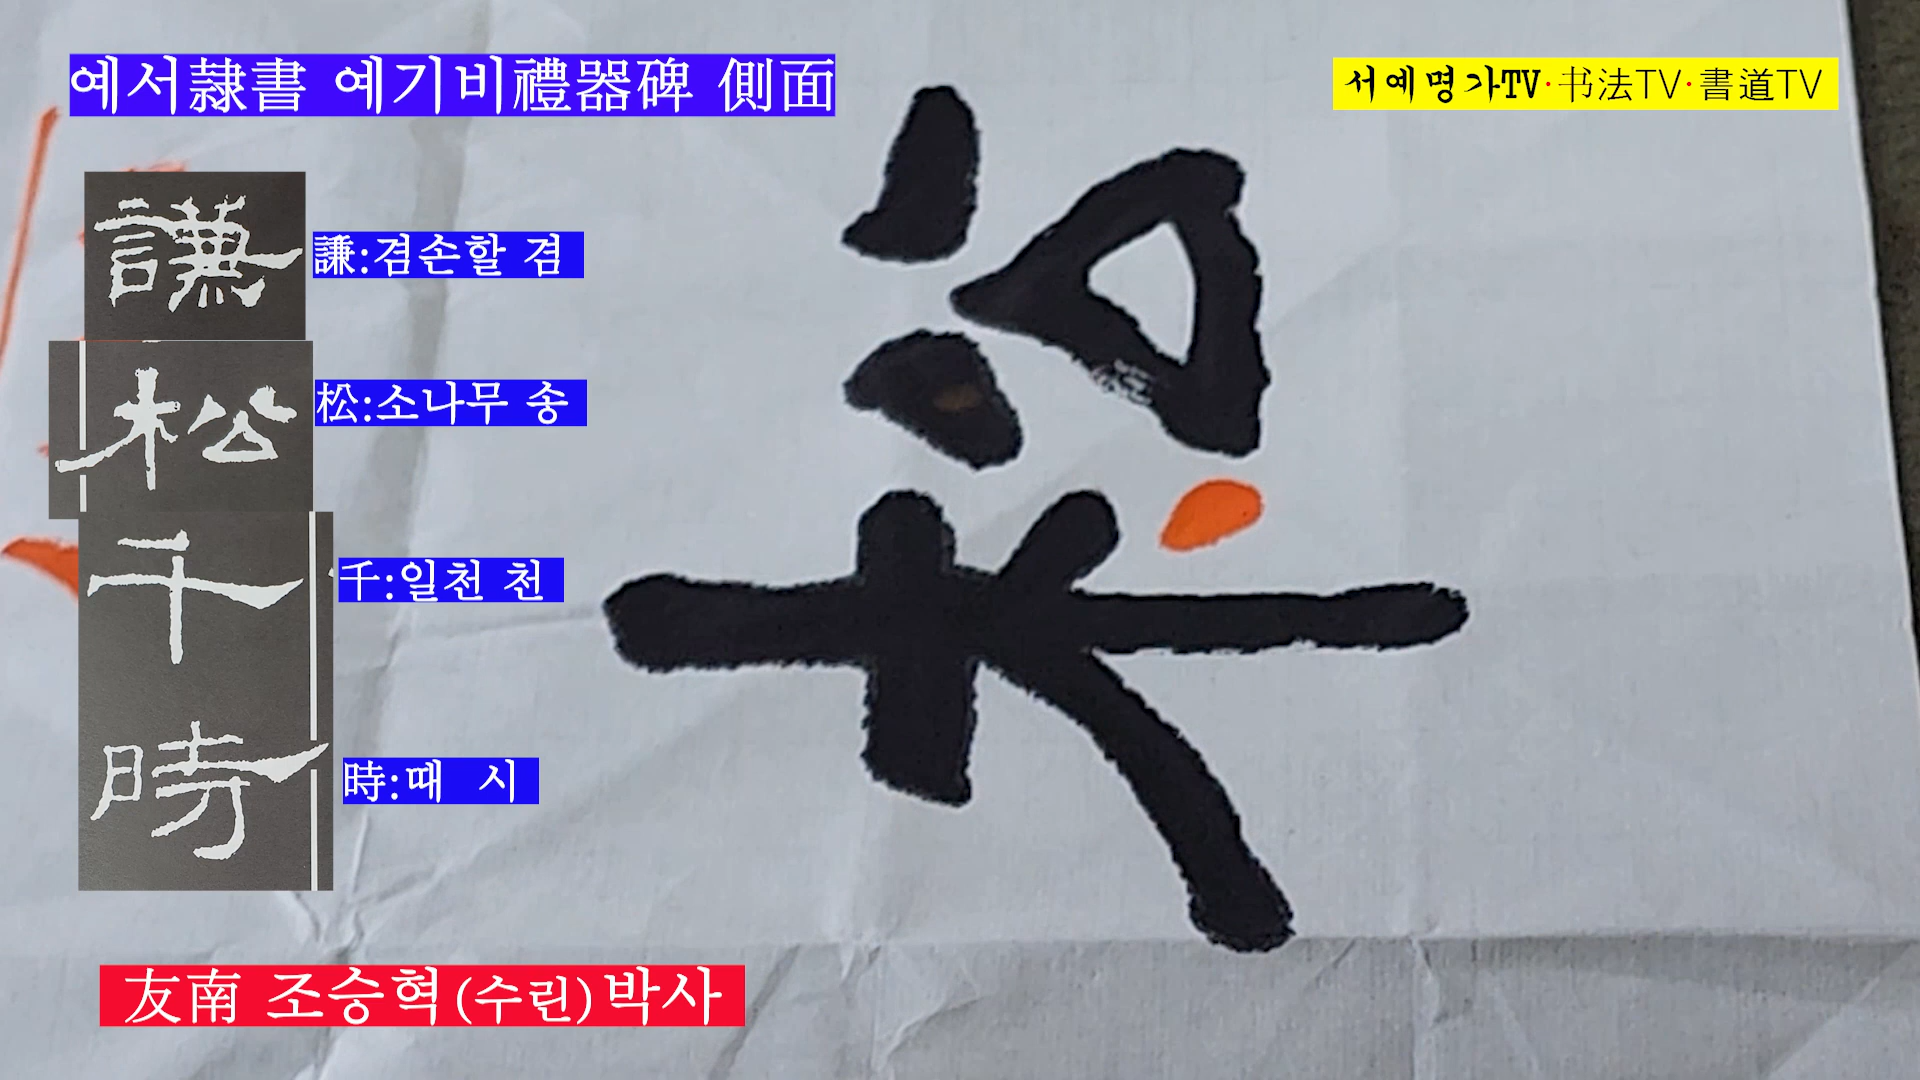 예서隸書 예기비禮器碑 側面
서예명가TV·书法TV·書道TV
謙
謙:겸손할 겸
松
松:소나무 송
千
千:일천 천
時
時:때 시
松
友南 조승혁(수린)박사